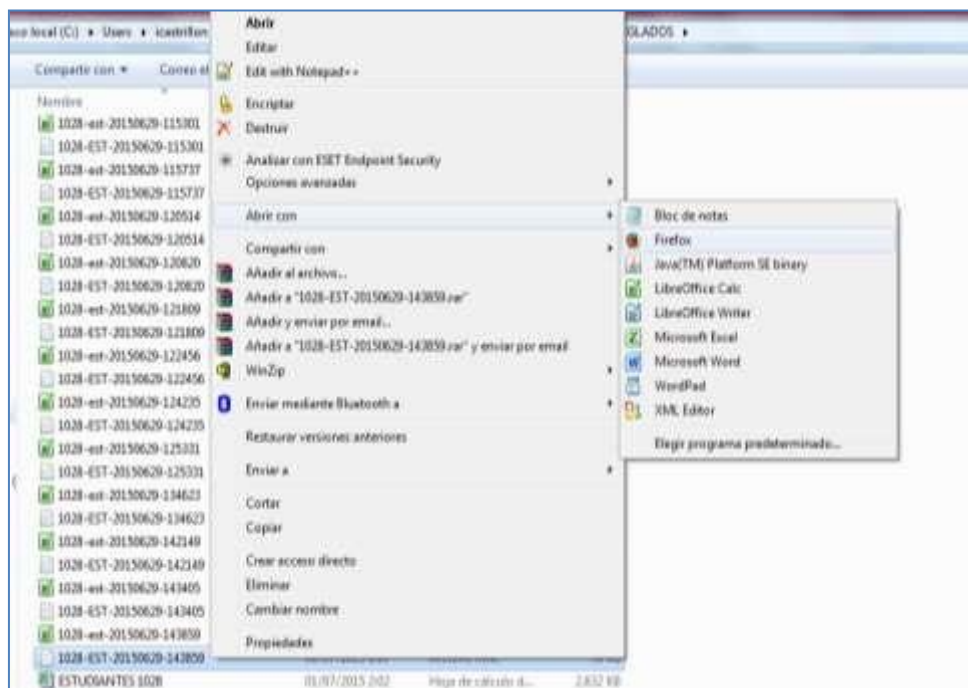 Users ▸ icastrillon
GLADOS ▸
Compartir con
Correo el
Nombre
1028-est-20150629-115301
1028-EST-20150629-115301
1028-est-20150629-115737
1028-EST-20150629-115737
1028-est-20150629-120514
1028-EST-20150629-120514
1028-est-20150629-120820
1028-EST-20150629-120820
1028-est-20150629-121809
1028-EST-20150629-121809
1028-est-20150629-122456
1028-EST-20150629-122456
1028-est-20150629-124235
1028-EST-20150629-124235
1028-est-20150629-125331
1028-EST-20150629-125331
1028-est-20150629-134623
1028-EST-20150629-134623
1028-est-20150629-142149
1028-EST-20150629-142149
1028-est-20150629-143405
1028-EST-20150629-143405
1028-est-20150629-143859
1028-EST-20150629-143859
ESTUDIANTES 1028
01/07/2015 2:02
Hoja de cálculo d...
2.632 KB
Abrir
Editar
Edit with Notepad++
Encriptar
Destruir
Analizar con ESET Endpoint Security
Opciones avanzadas
Abrir con
Compartir con
Añadir al archivo...
Añadir a "1028-EST-20150629-143859.rar"
Añadir y enviar por email...
Añadir a "1028-EST-20150629-143859.rar" y enviar por email
WinZip
Enviar mediante Bluetooth a
Restaurar versiones anteriores
Enviar a
Cortar
Copiar
Crear acceso directo
Eliminar
Cambiar nombre
Propiedades
Bloc de notas
Firefox
Java(TM) Platform SE binary
LibreOffice Calc
LibreOffice Writer
Microsoft Excel
Microsoft Word
WordPad
XML Editor
Elegir programa predeterminado...